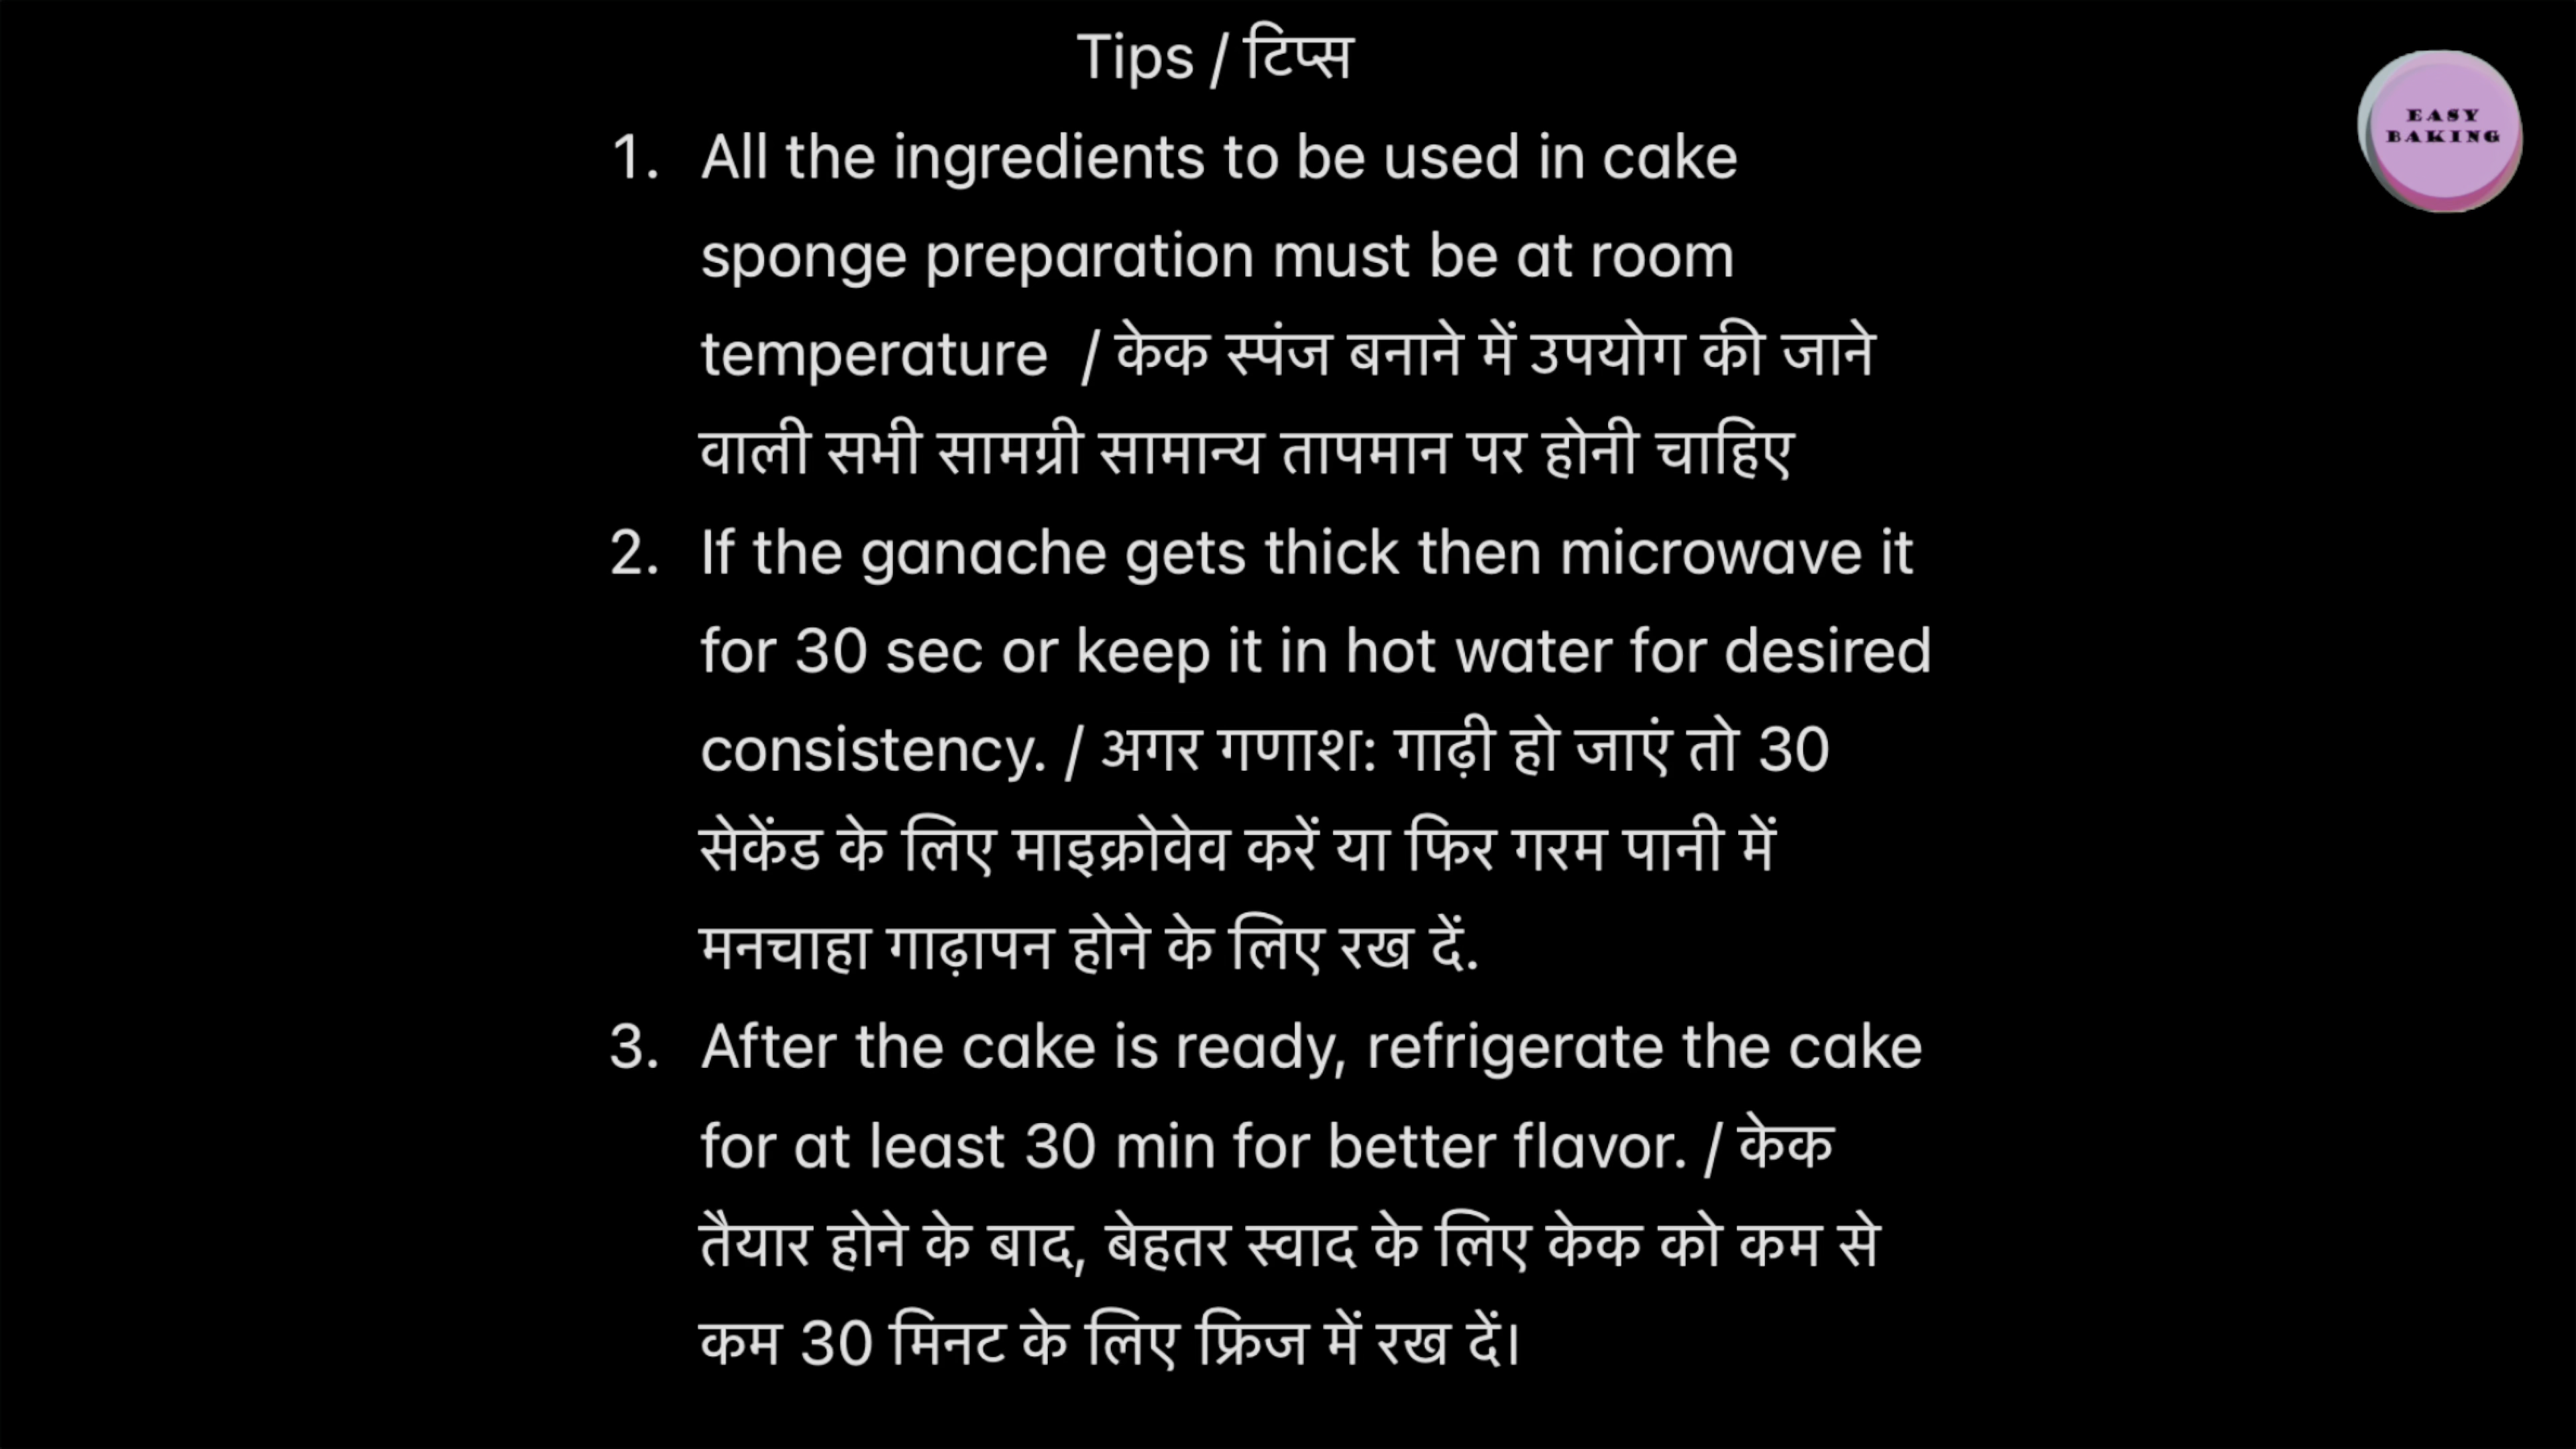 Tips / टिप्स
EASY
BAKING
1. All the ingredients to be used in cake
sponge preparation must be at room
temperature / केक स्पंज बनाने में उपयोग की जाने
वाली सभी सामग्री सामान्य तापमान पर होनी चाहिए
2. If the ganache gets thick then microwave it
for 30 sec or keep it in hot water for desired
consistency. / अगर गणाश: गाढ़ी हो जाएं तो 30
सेकेंड के लिए माइक्रोवेव करें या फिर गरम पानी में
मनचाहा गाढ़ापन होने के लिए रख दें.
3. After the cake is ready, refrigerate the cake
for at least 30 min for better flavor. / केक
तैयार होने के बाद, बेहतर स्वाद के लिए केक को कम से
कम 30 मिनट के लिए फ्रिज में रख दें।